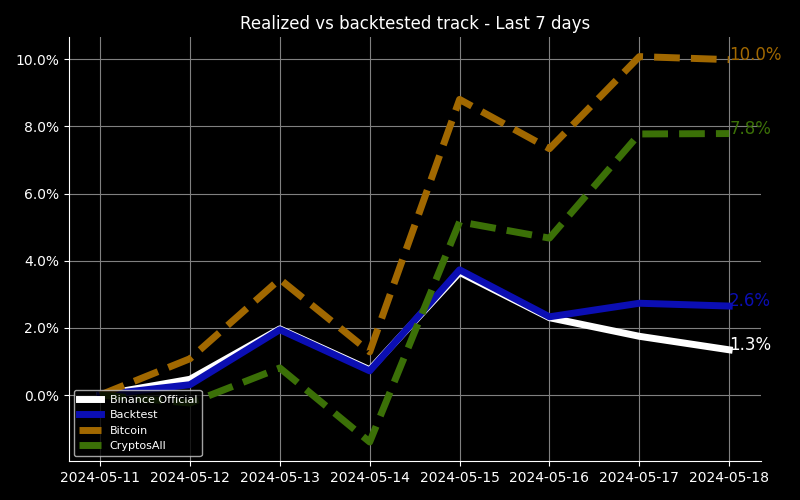 Realized vs backtested track - Last 7 days
10.0%
8.0%
6.0%
4.0%
2.0%
0.0%
10.0%
7.8%
2.6%
1.3%
Binance Official
Backtest
Bitcoin
CryptosAll
2024-05-11 2024-05-12 2024-05-13 2024-05-14 2024-05-15 2024-05-16 2024-05-17 2024-05-18